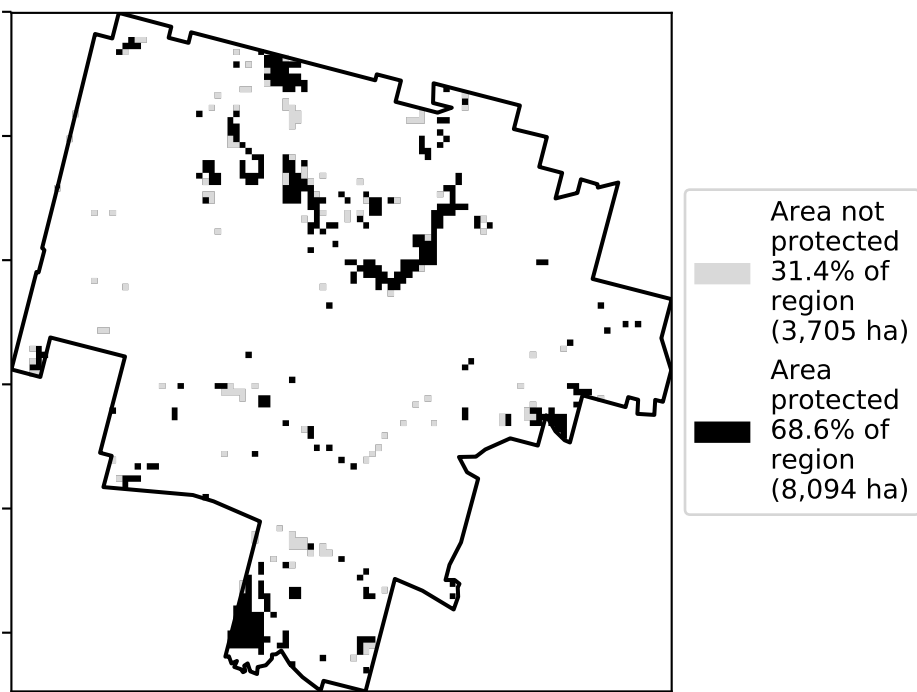 Area not
protected
31.4% of
region
(3,705 ha)
Area
protected
68.6% of
region
(8,094 ha)